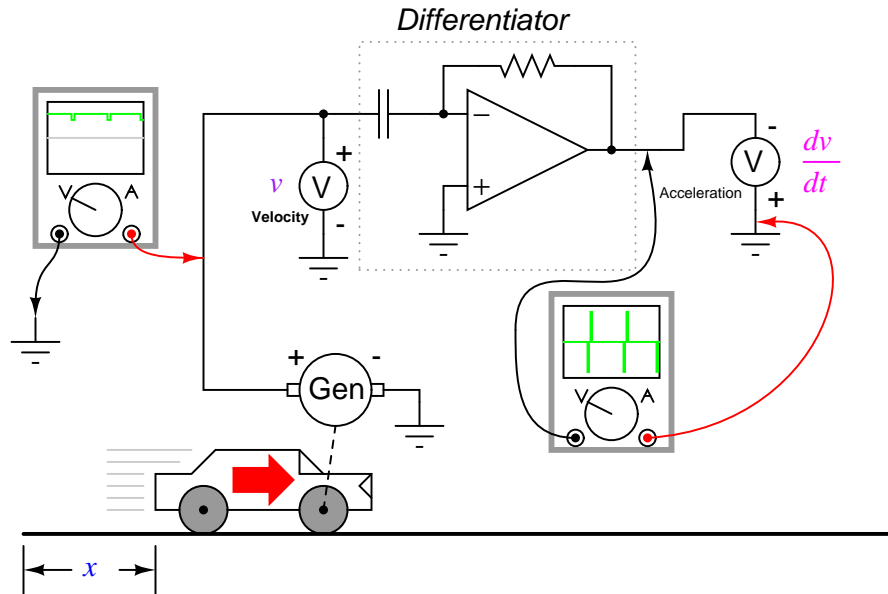 Differentiator
V A
+
-
v
V
Velocity
-
+
Acceleration
-
V
+
dv
dt
+
-
Gen
V A
x